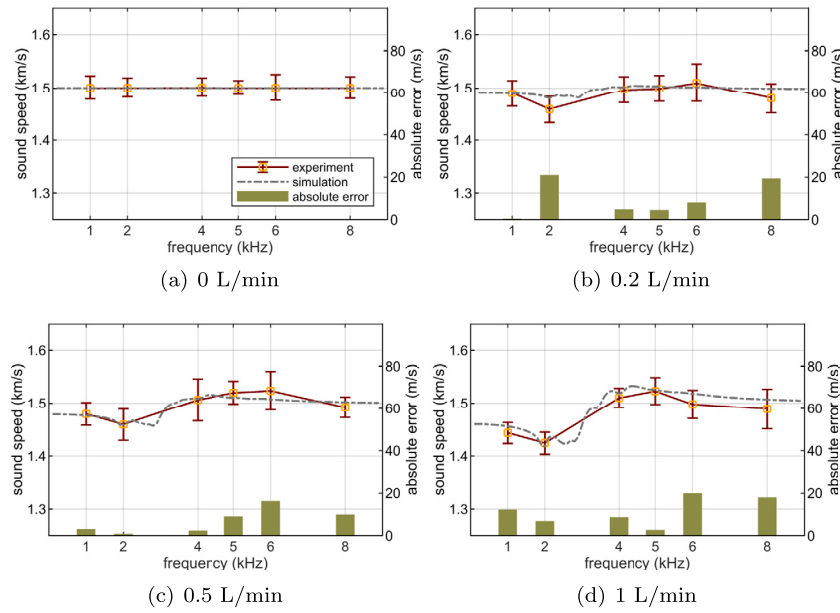 1.6
1.5
1.4
1.3
sound speed (km/s)
80
60
40
20
0
absolute error (m/s)
experiment
simulation
absolute error
1 2 4 5 6 8
frequency (kHz)
(a) 0 L/min
1.6
1.5
1.4
1.3
sound speed (km/s)
80
60
40
20
0
absolute error (m/s)
1 2 4 5 6 8
frequency (kHz)
(b) 0.2 L/min
1.6
1.5
1.4
1.3
sound speed (km/s)
80
60
40
20
0
absolute error (m/s)
1 2 4 5 6 8
frequency (kHz)
(c) 0.5 L/min
1.6
1.5
1.4
1.3
sound speed (km/s)
80
60
40
20
0
absolute error (m/s)
1 2 4 5 6 8
frequency (kHz)
(d) 1 L/min